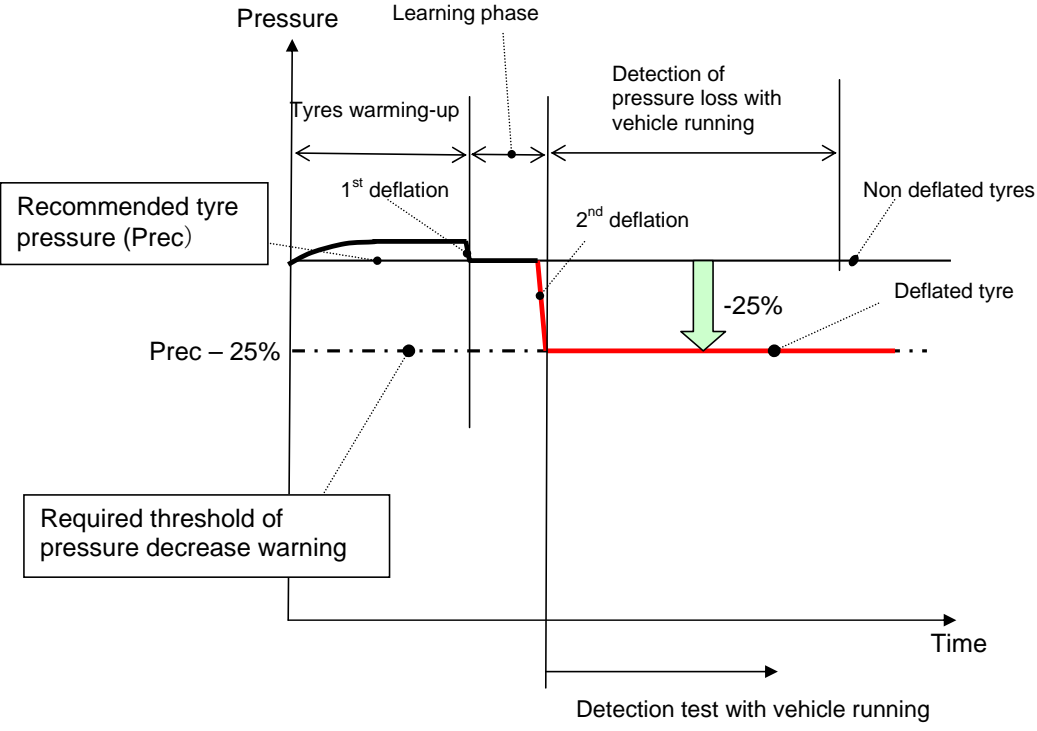 Learning phase
Pressure
Detection of
pressure loss with
vehicle running
Tyres warming-up
1st deflation
Non deflated tyres
Recommended tyre
pressure (Prec）
2nd deflation
Deflated tyre
-25%
Prec – 25%
Required threshold of
pressure decrease warning
Time
Detection test with vehicle running